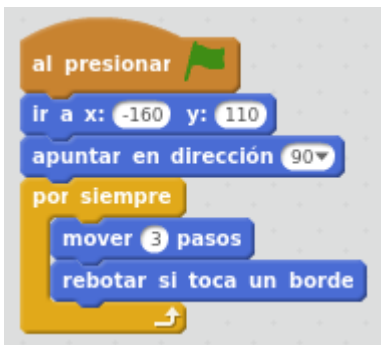 al presionar
ir a x: -160 y: 110
apuntar en dirección 90
por siempre
mover 3 pasos
rebotar si toca un borde